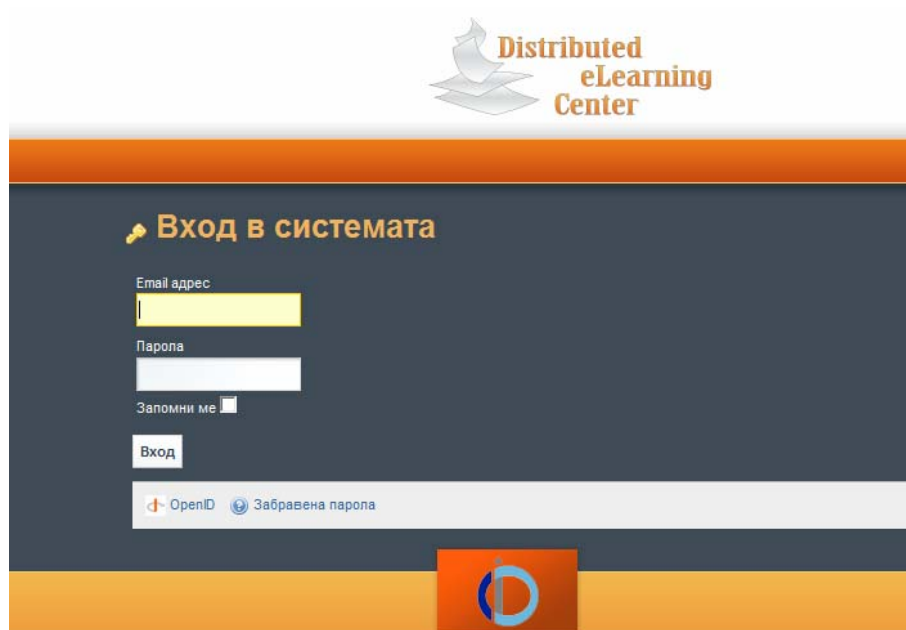 Distributed
eLearning
Center
Вход в системата
Email адрес
Парола
Запомни ме
Вход
OpenID Забравена парола